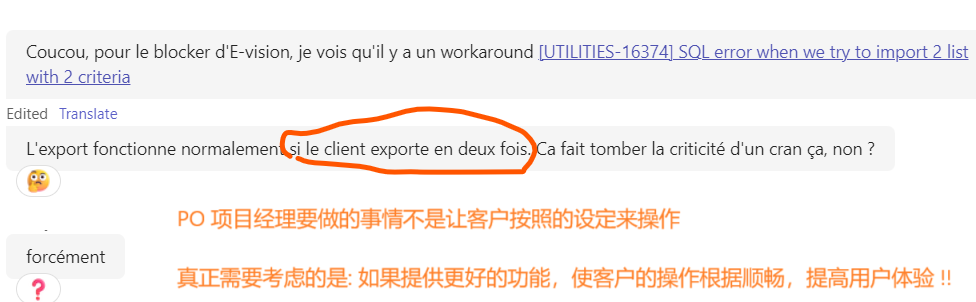 Coucou, pour le blocker d'E-vision, je vois qu'il y a un workaround [UTILITIES-16374] SQL error when we try to import 2 list
with 2 criteria
Edited Translate
L'export fonctionne normalement si le client exporte en deux fois. Ca fait tomber la criticité d'un cran ça, non ?
PO 项目经理要做的事情不是让客户按照的设定来操作
forcément
真正需要考虑的是: 如果提供更好的功能，使客户的操作根据顺畅，提高用户体验 !!